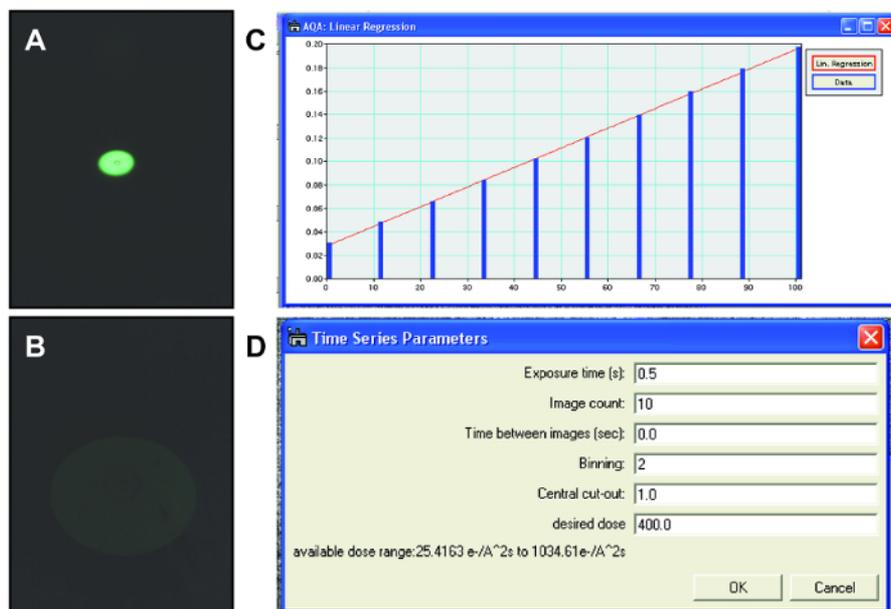 A
C
AQA: Linear Regression
0.20
0.18
0.16
0.14
0.12
0.10
0.08
0.06
0.04
0.02
0.00
0 10 20 30 40 50 60 70 80 90 100
Lin. Regression
Data
B
D
Time Series Parameters
Exposure time (s): 0.5
Image count: 10
Time between images (sec): 0.0
Binning: 2
Central cut-out: 1.0
desired dose 400.0
available dose range:25.4163 e-/A^2s to 1034.61e-/A^2s
OK Cancel